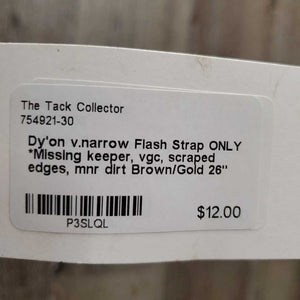 The Tack Collector
754921-30
Dy'on v.narrow Flash Strap ONLY
*Missing keeper, vgc, scraped
edges, mnr dirt Brown/Gold 26"
P3SLQL
$12.00